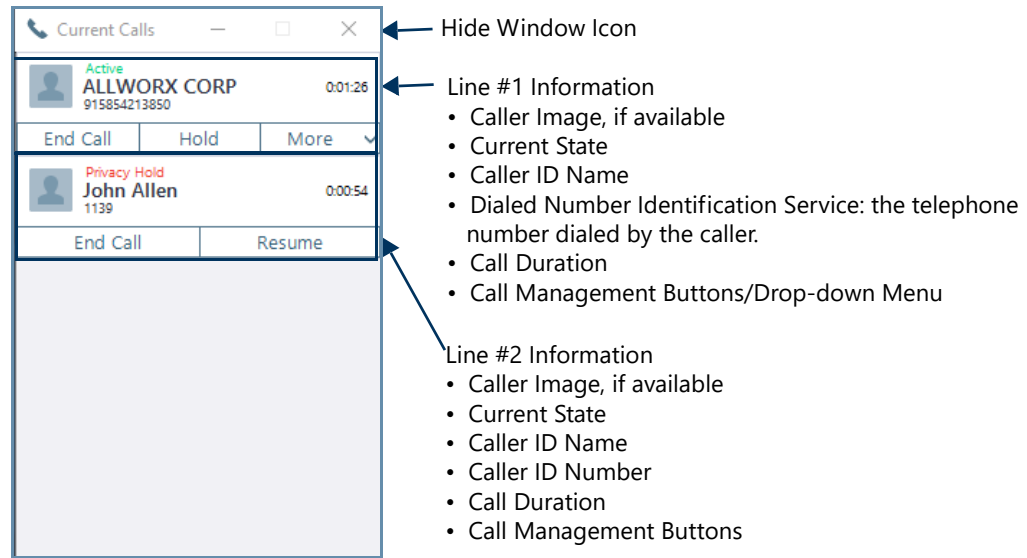 Current Calls
Hide Window Icon
Active
ALLWORX CORP
915854213850
0:01:26
End Call
Hold
More
Privacy Hold
John Allen
1139
0:00:54
End Call
Resume
Line #1 Information
• Caller Image, if available
• Current State
• Caller ID Name
• Dialed Number Identification Service: the telephone
number dialed by the caller.
• Call Duration
• Call Management Buttons/Drop-down Menu
Line #2 Information
• Caller Image, if available
• Current State
• Caller ID Name
• Caller ID Number
• Call Duration
• Call Management Buttons